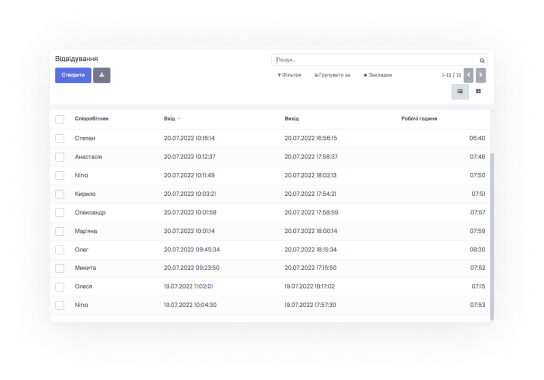 Відвідування
Пошук...
Створити
Фільтри Групувати за Закладки 1-13 / 13
Співробітник Вхід Вихід Робочі години
Степан 20.07.2022 10:16:14 20.07.2022 16:56:15 06:40
Анастасія 20.07.2022 10:12:37 20.07.2022 17:58:37 07:46
Ніла 20.07.2022 10:11:49 20.07.2022 18:02:13 07:50
Кирило 20.07.2022 10:03:21 20.07.2022 17:54:21 07:51
Олександр 20.07.2022 10:01:58 20.07.2022 17:58:59 07:57
Мар'яна 20.07.2022 10:01:14 20.07.2022 18:00:14 07:59
Олег 20.07.2022 09:45:34 20.07.2022 18:15:34 08:30
Микита 20.07.2022 09:23:50 20.07.2022 17:15:50 07:52
Олеся 19.07.2022 11:02:01 19.07.2022 18:17:02 07:15
Ніла 19.07.2022 10:04:30 19.07.2022 17:57:30 07:53